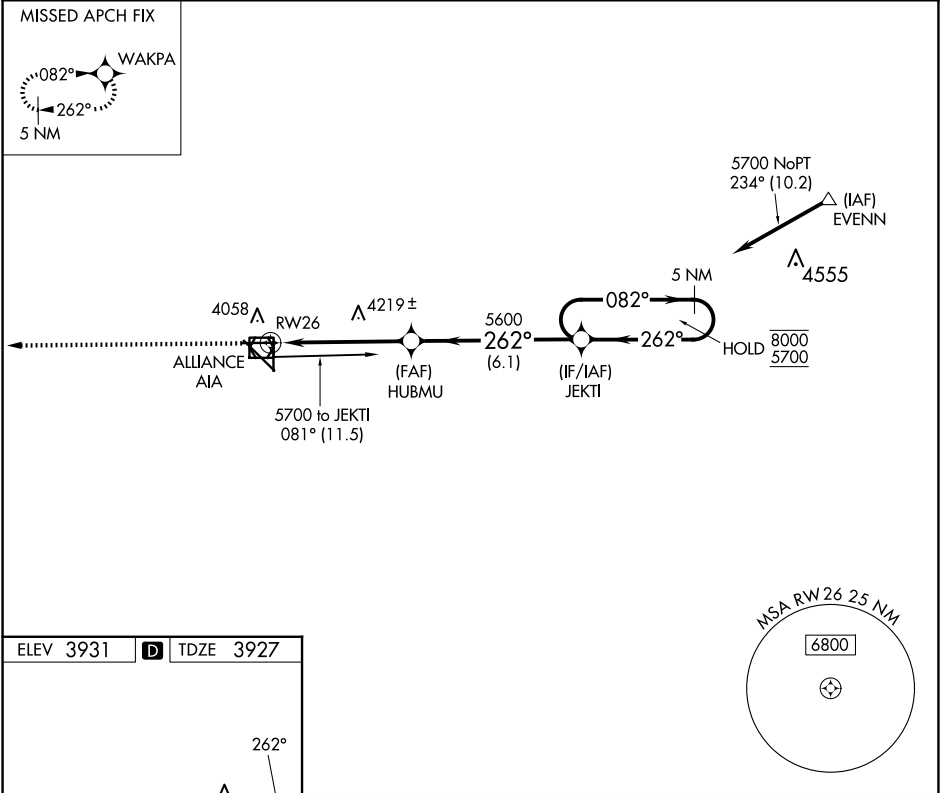 MISSED APCH FIX
WAKPA
082°
262°
5 NM
5700 NoPT
234° (10.2)
(IAF)
EVENN
4555
5 NM
082°
262°
HOLD
8000
5700
4058
RW26
4219±
5600
262°
(6.1)
ALLIANCE
AIA
(FAF)
HUBMU
(IF/IAF)
JEKTI
5700 to JEKTI
081° (11.5)
MSA RW26 25 NM
6800
ELEV 3931 D TDZE 3927
262°